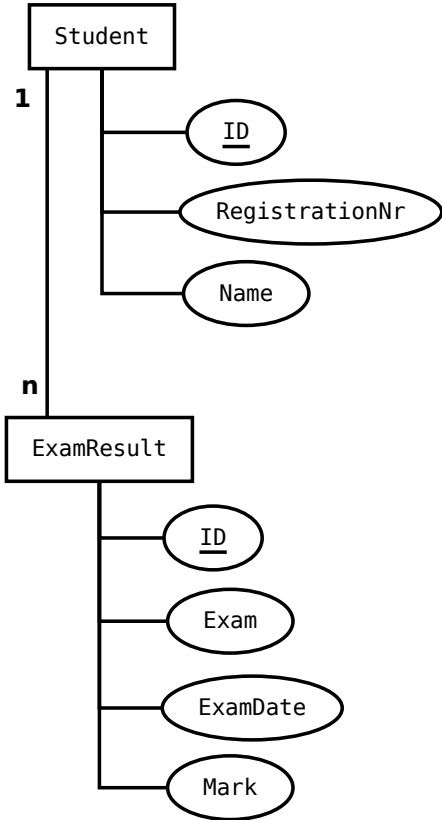 Student
1
ID
RegistrationNr
Name
n
ExamResult
ID
Exam
ExamDate
Mark